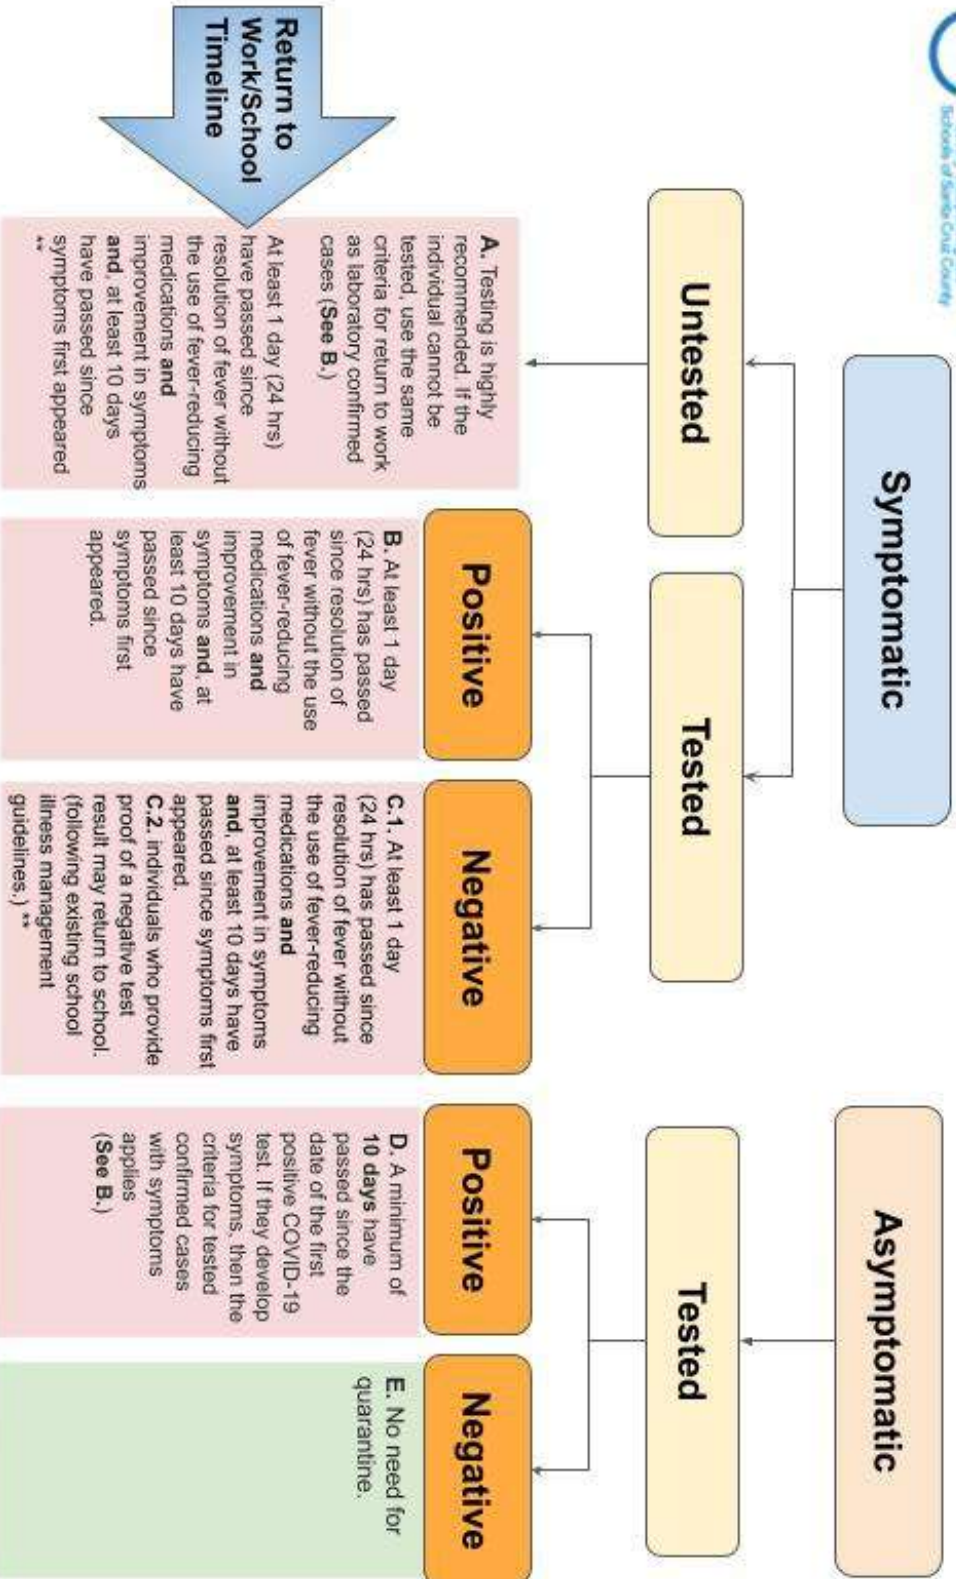 Schools of Santa Cruz County
Symptomatic
Asymptomatic
Untested
Tested
Tested
Positive
Negative
Positive
Negative
Return to
Work/School
Timeline
A. Testing is highly
recommended. If the
individual cannot be
tested, use the same
criteria for return to work
as laboratory confirmed
cases (See B.)
At least 1 day (24 hrs)
have passed since
resolution of fever without
the use of fever-reducing
medications and
improvement in symptoms
and, at least 10 days
have passed since
symptoms first appeared
**
B. At least 1 day
(24 hrs) has passed
since resolution of
fever without the use
of fever-reducing
medications and
improvement in
symptoms and, at
least 10 days have
passed since
symptoms first
appeared.
C.1. At least 1 day
(24 hrs) has passed since
resolution of fever without
the use of fever-reducing
medications and
improvement in symptoms
and, at least 10 days have
passed since symptoms first
appeared.
C.2. individuals who provide
proof of a negative test
result may return to school.
(following existing school
illness management
guidelines.) **
D. A minimum of
10 days have
passed since the
date of the first
positive COVID-19
test. If they develop
symptoms, then the
criteria for tested
confirmed cases
with symptoms
applies
(See B.)
E. No need for
quarantine.